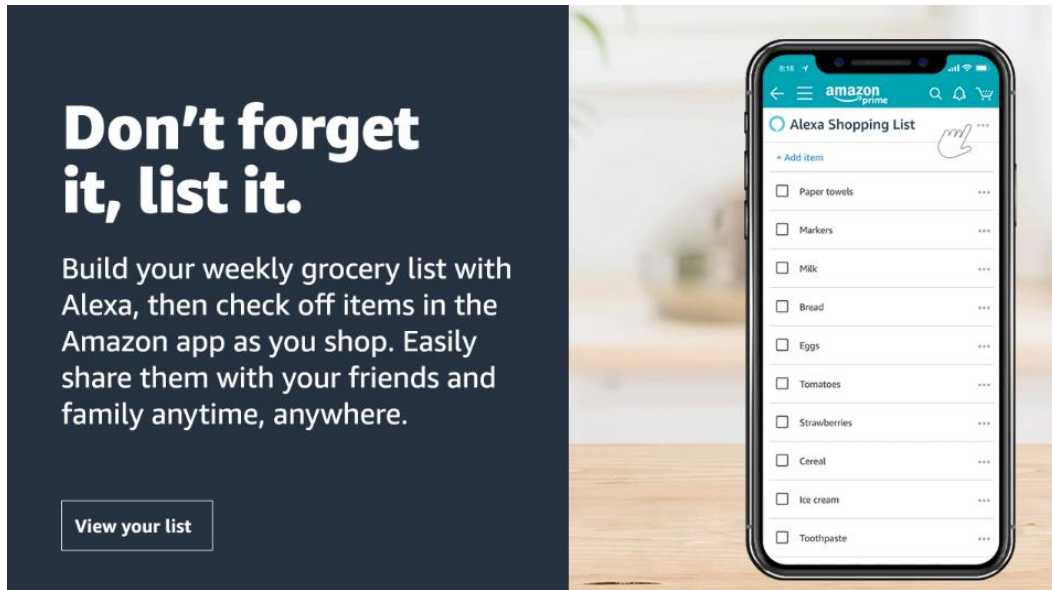 Don’t forget
it, list it.
Build your weekly grocery list with
Alexa, then check off items in the
Amazon app as you shop. Easily
share them with your friends and
family anytime, anywhere.
View your list
8:18
amazon
prime
Alexa Shopping List
+ Add item
Paper towels
Markers
Milk
Bread
Eggs
Tomatoes
Strawberries
Cereal
Ice cream
Toothpaste